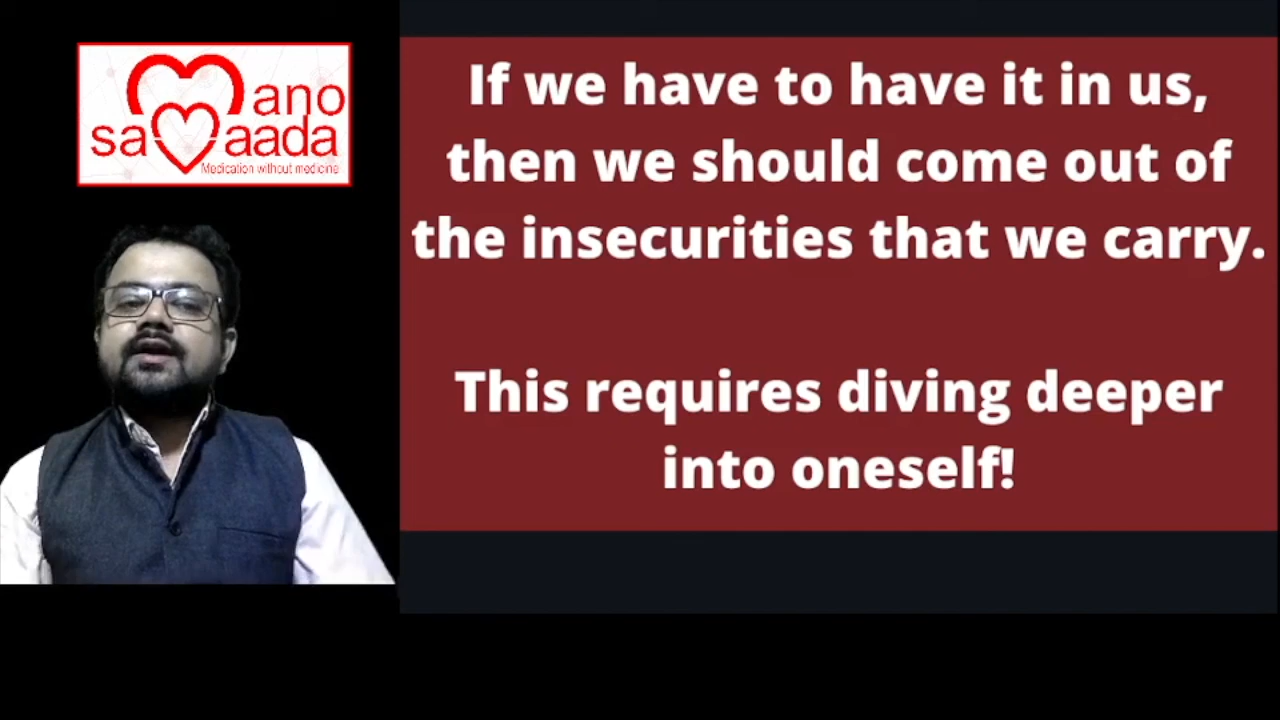 Mano
samvaada
Medication without medicine
If we have to have it in us,
then we should come out of
the insecurities that we carry.
This requires diving deeper
into oneself!